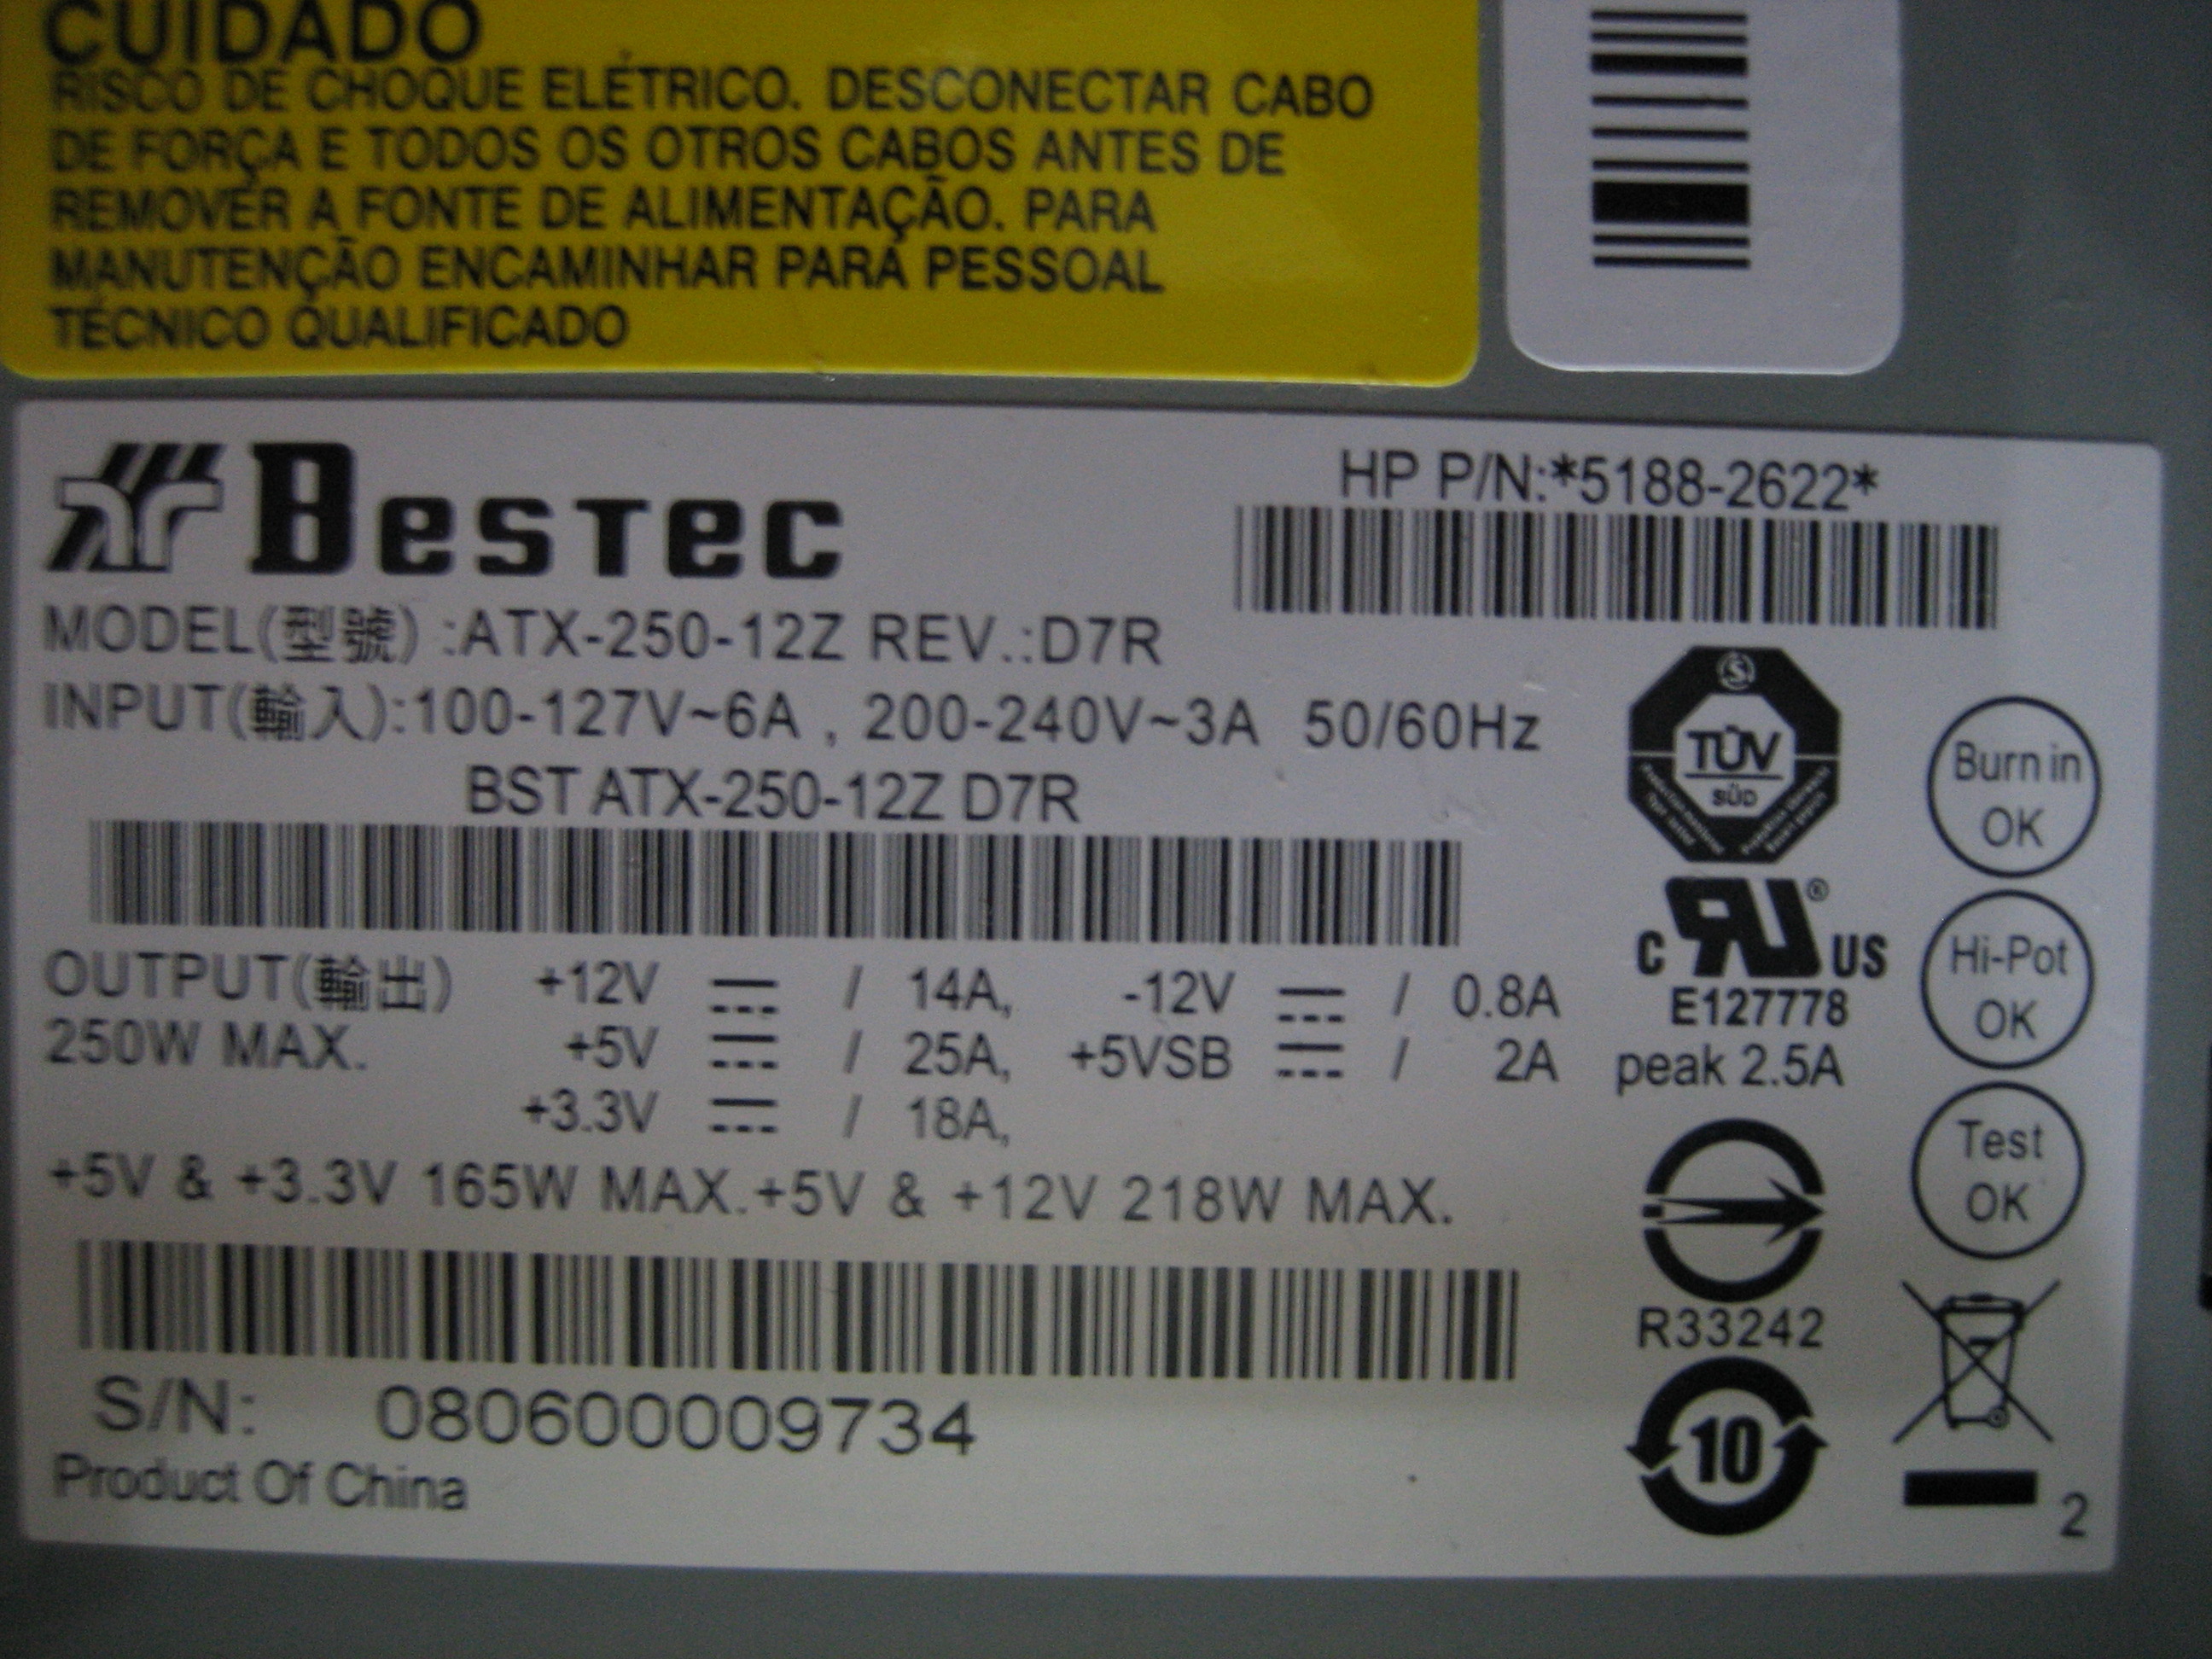 CUIDADO
RISCO DE CHOQUE ELÉTRICO. DESCONECTAR CABO
DE FORÇA E TODOS OS OUTROS CABOS ANTES DE
REMOVER A FONTE DE ALIMENTAÇÃO. PARA
MANUTENÇÃO ENCAMINHAR PARA PESSOAL
TÉCNICO QUALIFICADO
BESTEC
HP P/N:*5188-2622*
MODEL(型號) :ATX-250-12Z REV.:D7R
INPUT(輸入):100-127V~6A , 200-240V~3A 50/60Hz
BST ATX-250-12Z D7R
OUTPUT(輸出) +12V ⎓ / 14A, -12V ⎓ / 0.8A
250W MAX. +5V ⎓ / 25A, +5VSB ⎓ / 2A peak 2.5A
+3.3V ⎓ / 18A,
+5V & +3.3V 165W MAX.+5V & +12V 218W MAX.
S/N: 080600009734
Product Of China
S
TÜV
SÜD
C RU ® US
E127778
R33242
10
Burn in
OK
Hi-Pot
OK
Test
OK
2